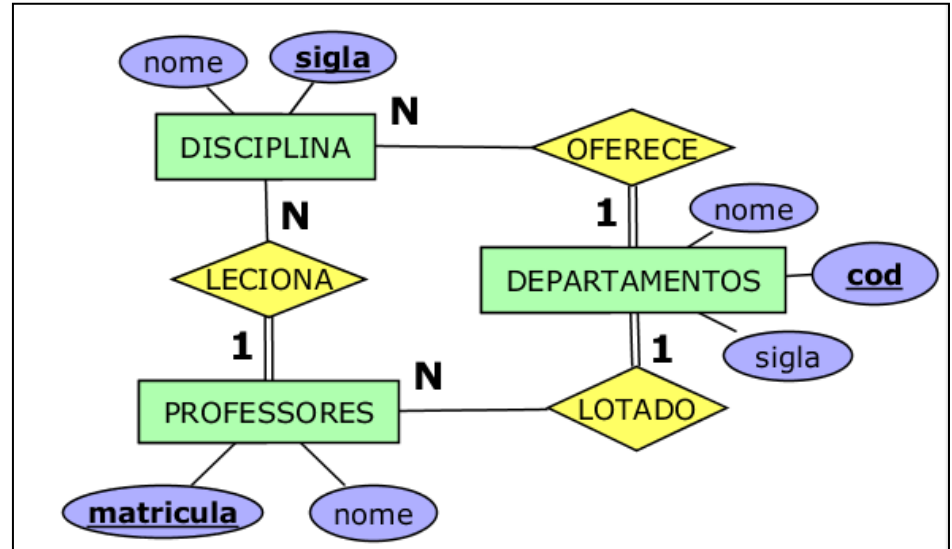 nome
sigla
N
DISCIPLINA
OFERECE
N
1
nome
LECIONA
DEPARTAMENTOS
cod
1
N
1
sigla
PROFESSORES
LOTADO
matricula
nome